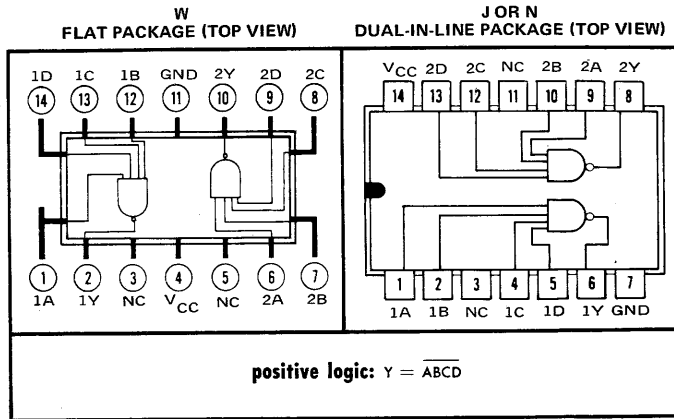 W
FLAT PACKAGE (TOP VIEW)
1D 1C 1B GND 2Y 2D 2C
14 13 12 11 10 9 8
1 2 3 4 5 6 7
1A 1Y NC VCC NC 2A 2B
J OR N
DUAL-IN-LINE PACKAGE (TOP VIEW)
VCC 2D 2C NC 2B 2A 2Y
14 13 12 11 10 9 8
1 2 3 4 5 6 7
1A 1B NC 1C 1D 1Y GND
positive logic: Y = \overline{ABCD}